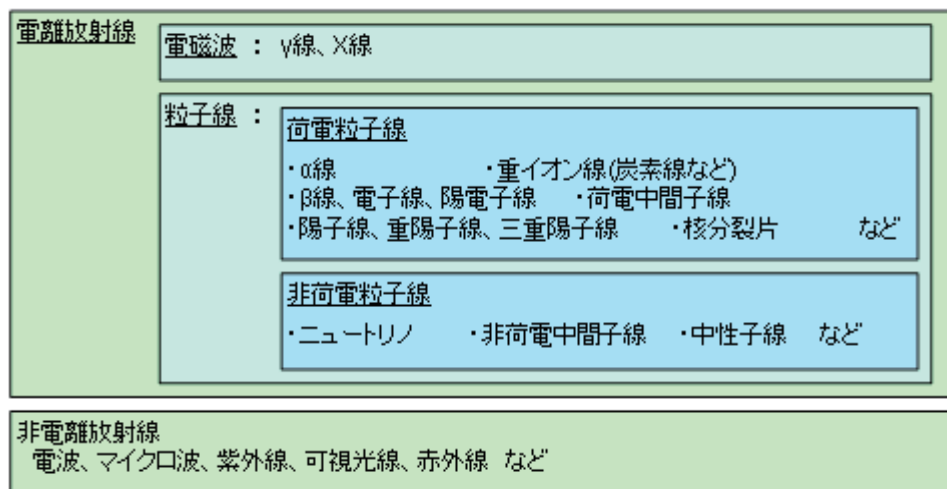 電離放射線
電磁波 : γ線、X線
粒子線 :
荷電粒子線
・α線 ・重イオン線(炭素線など)
・β線、電子線、陽電子線 ・荷電中間子線
・陽子線、重陽子線、三重陽子線 ・核分裂片 など
非荷電粒子線
・ニュートリノ ・非荷電中間子線 ・中性子線 など
非電離放射線
電波、マイクロ波、紫外線、可視光線、赤外線 など